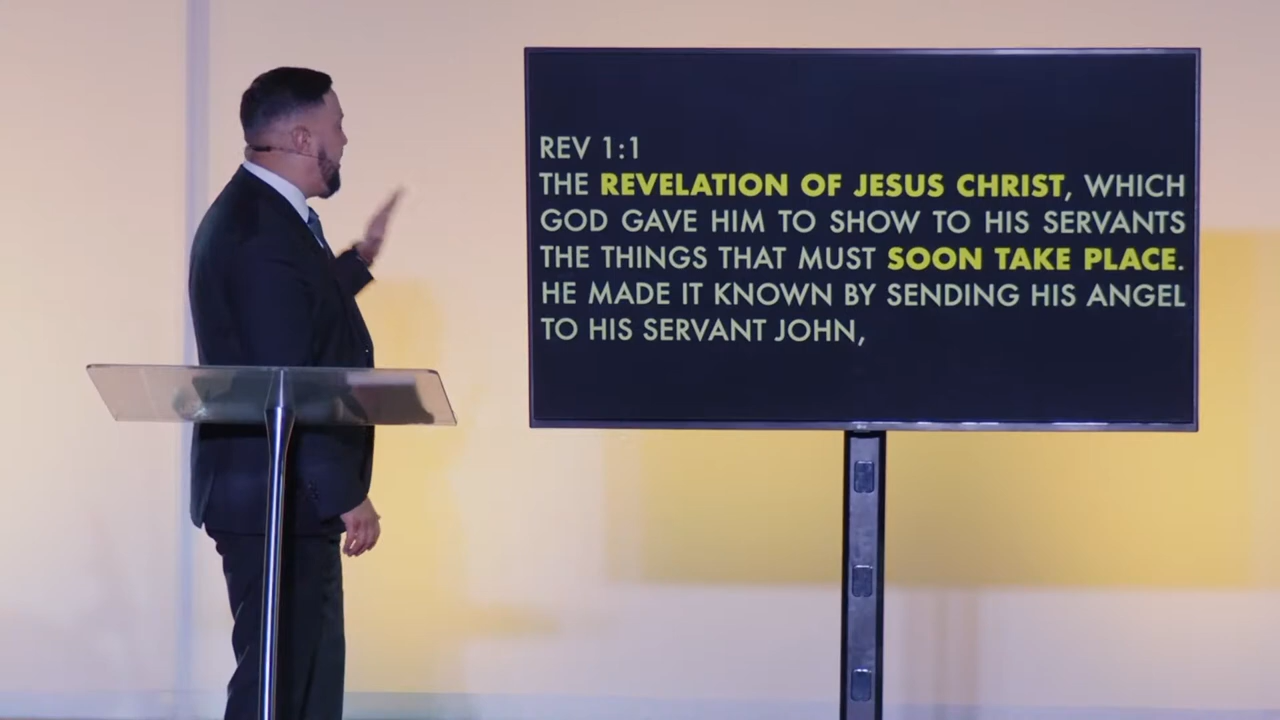 REV 1:1
THE REVELATION OF JESUS CHRIST, WHICH
GOD GAVE HIM TO SHOW TO HIS SERVANTS
THE THINGS THAT MUST SOON TAKE PLACE.
HE MADE IT KNOWN BY SENDING HIS ANGEL
TO HIS SERVANT JOHN,